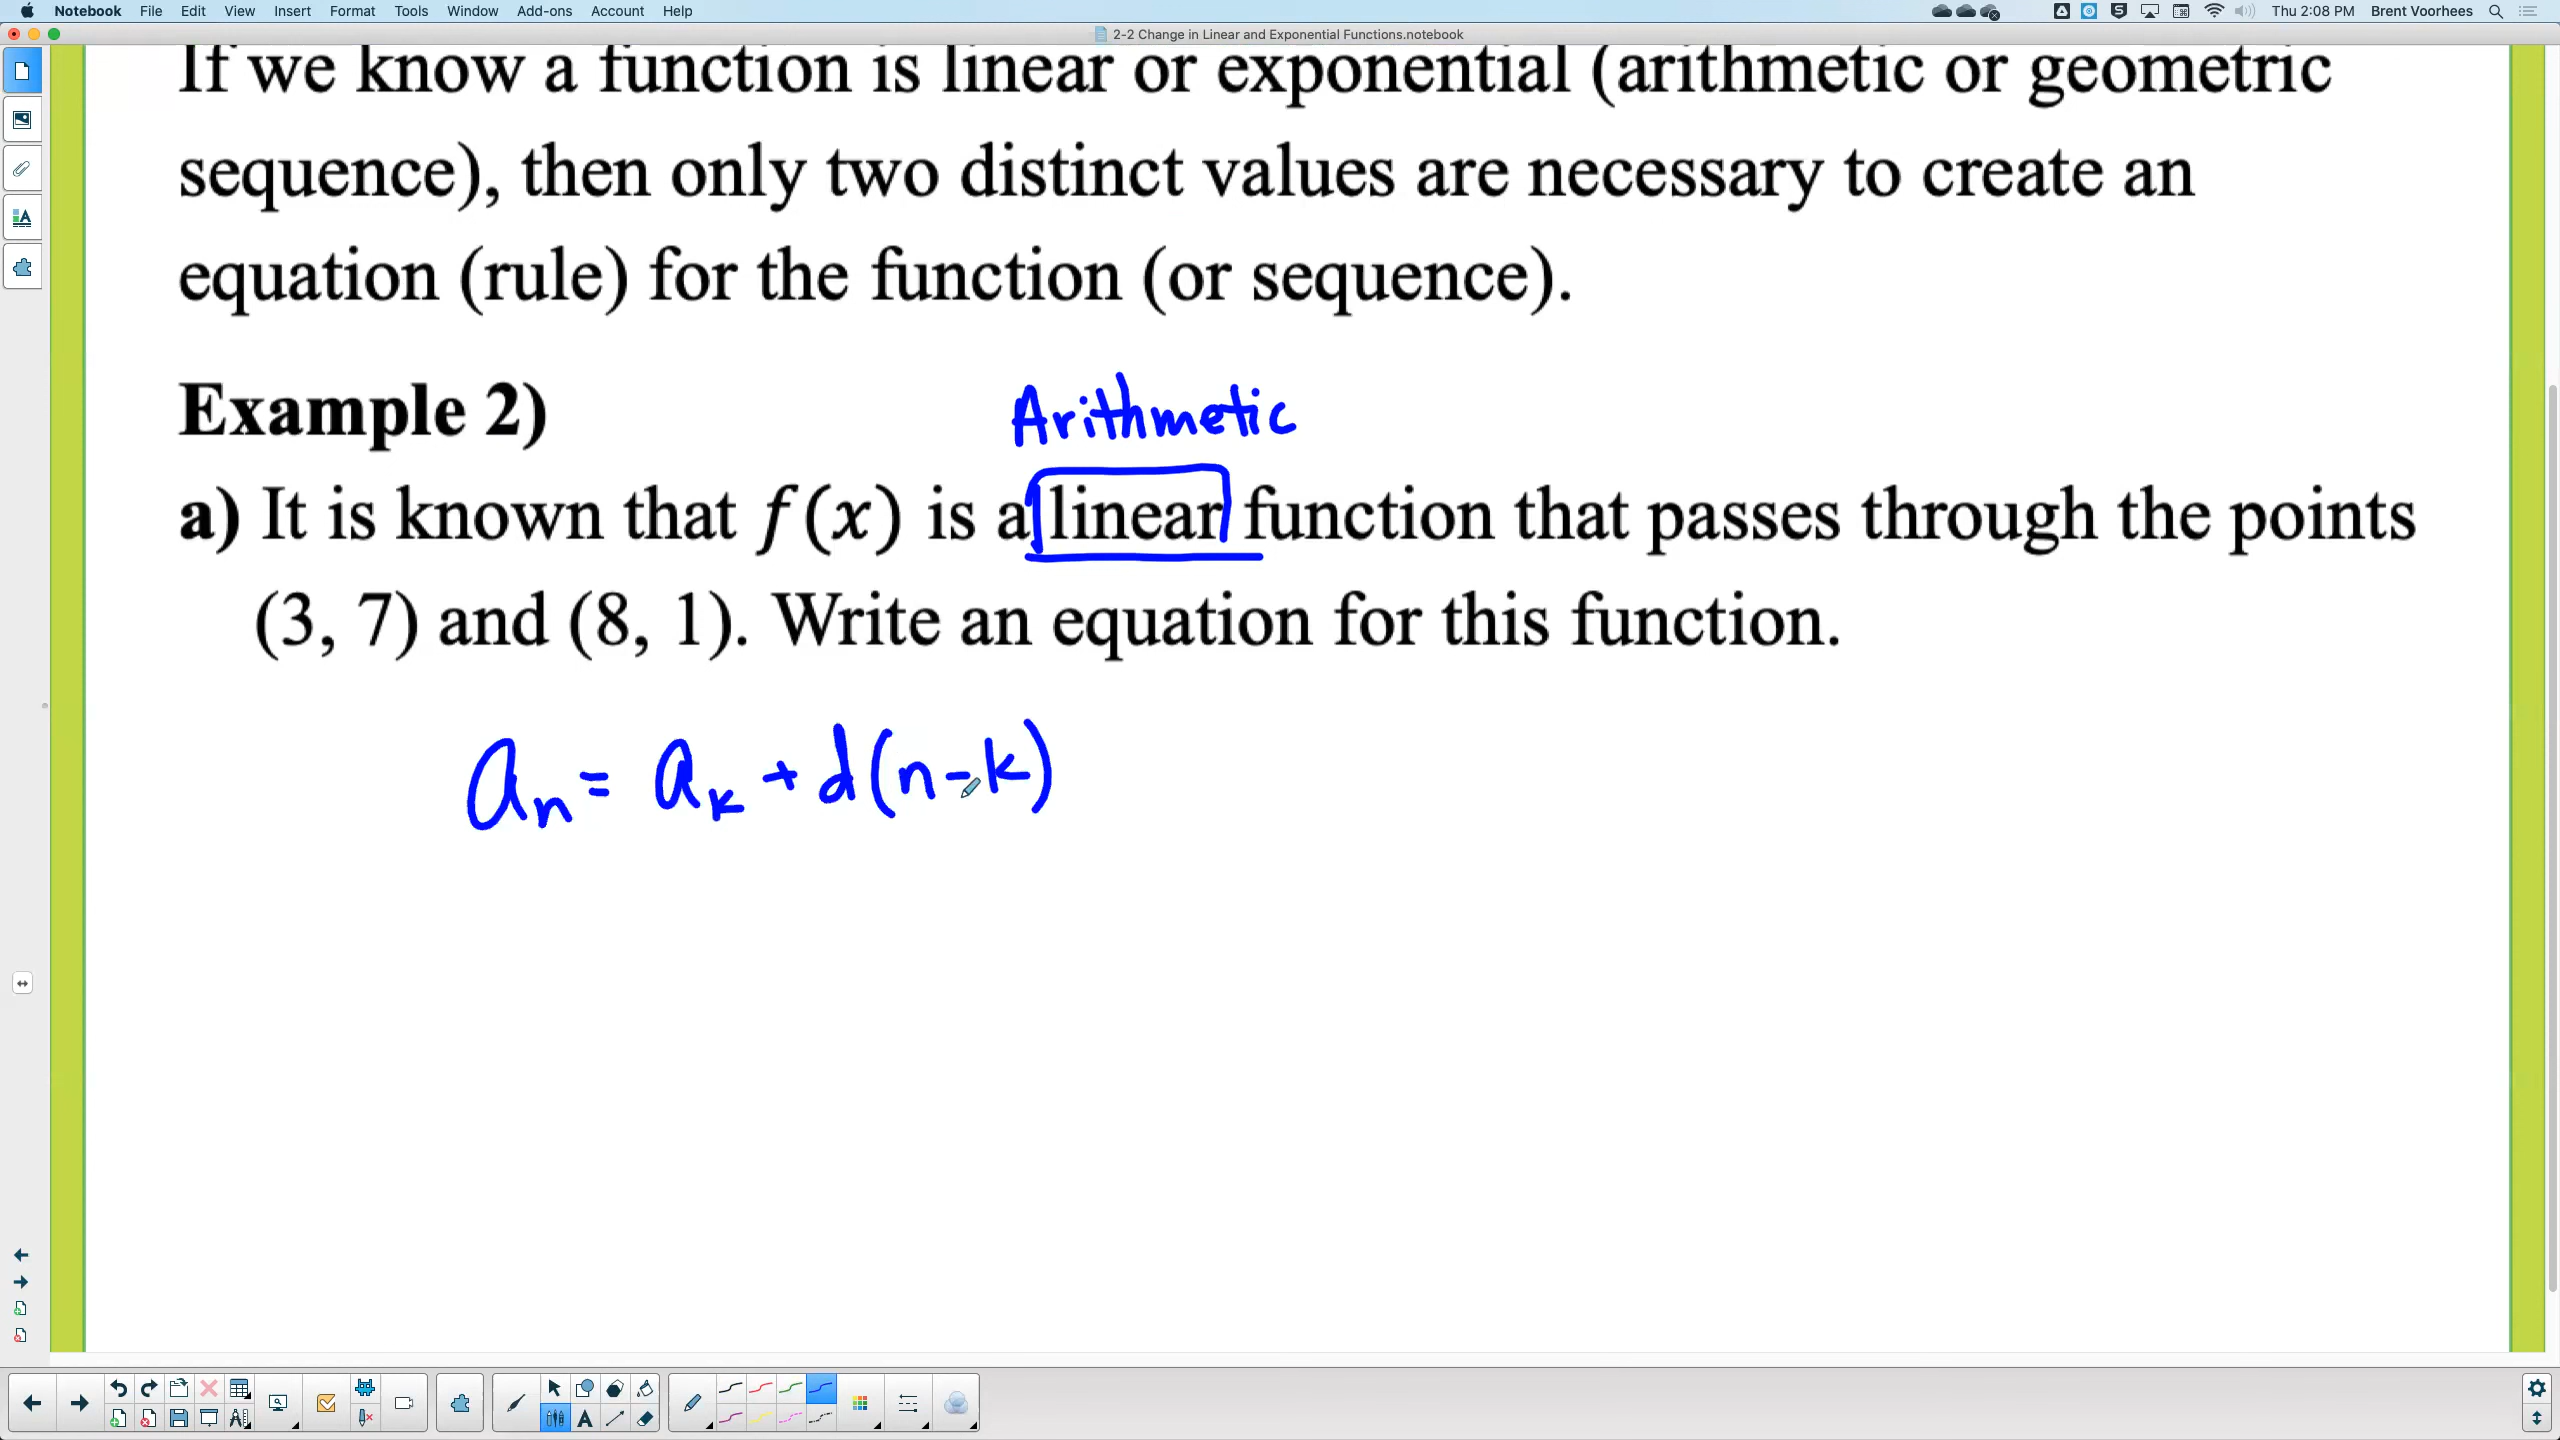 Notebook File Edit View Insert Format Tools Window Add-ons Account Help Thu 2:08 PM Brent Voorhees
2-2 Change in Linear and Exponential Functions.notebook
If we know a function is linear or exponential (arithmetic or geometric
sequence), then only two distinct values are necessary to create an
equation (rule) for the function (or sequence).
Example 2)
Arithmetic
a) It is known that f(x) is a linear function that passes through the points
(3, 7) and (8, 1). Write an equation for this function.
aₙ = aₖ + d(n-k)